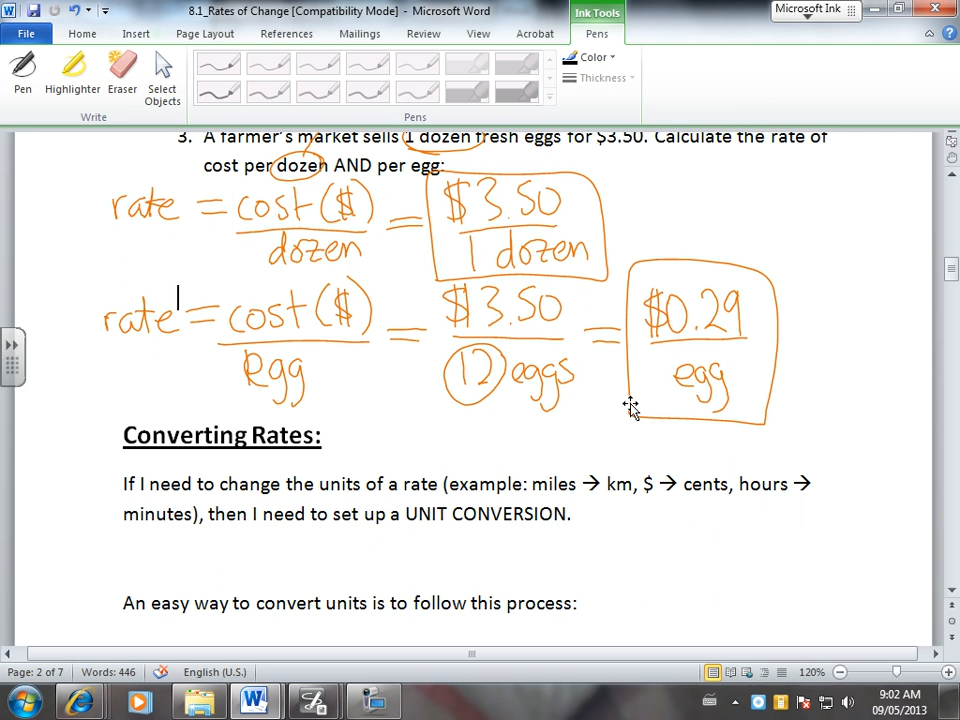 8.1_Rates of Change [Compatibility Mode] - Microsoft Word
Ink Tools
Microsoft Ink
File Home Insert Page Layout References Mailings Review View Acrobat Pens
Pen Highlighter Eraser Select Objects
Color
Thickness
Write Pens
3. A farmer's market sells 1 dozen fresh eggs for $3.50. Calculate the rate of
cost per dozen AND per egg:
rate = cost ($) / dozen = $3.50 / 1 dozen
rate = cost ($) / egg = $3.50 / 12 eggs = $0.29 / egg
Converting Rates:
If I need to change the units of a rate (example: miles → km, $ → cents, hours →
minutes), then I need to set up a UNIT CONVERSION.
An easy way to convert units is to follow this process:
Page: 2 of 7 Words: 446 English (U.S.) 120%
9:02 AM
09/05/2013